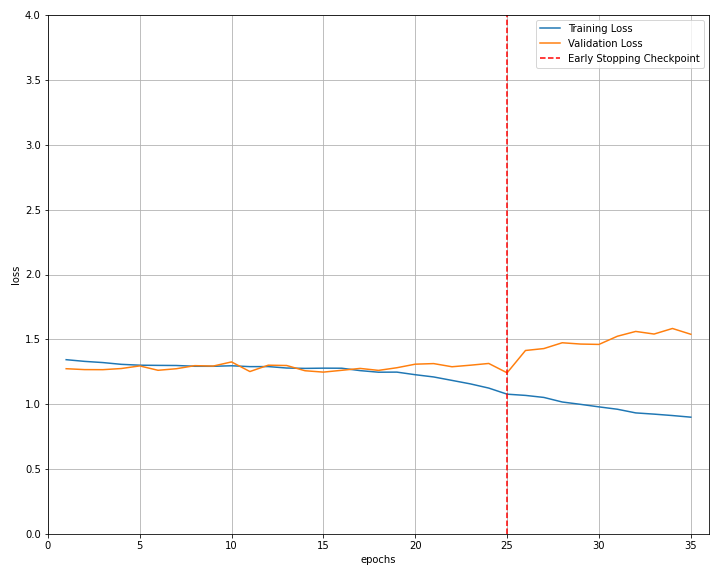 4.0
3.5
3.0
2.5
2.0
1.5
1.0
0.5
0.0
loss
Training Loss
Validation Loss
Early Stopping Checkpoint
0 5 10 15 20 25 30 35
epochs